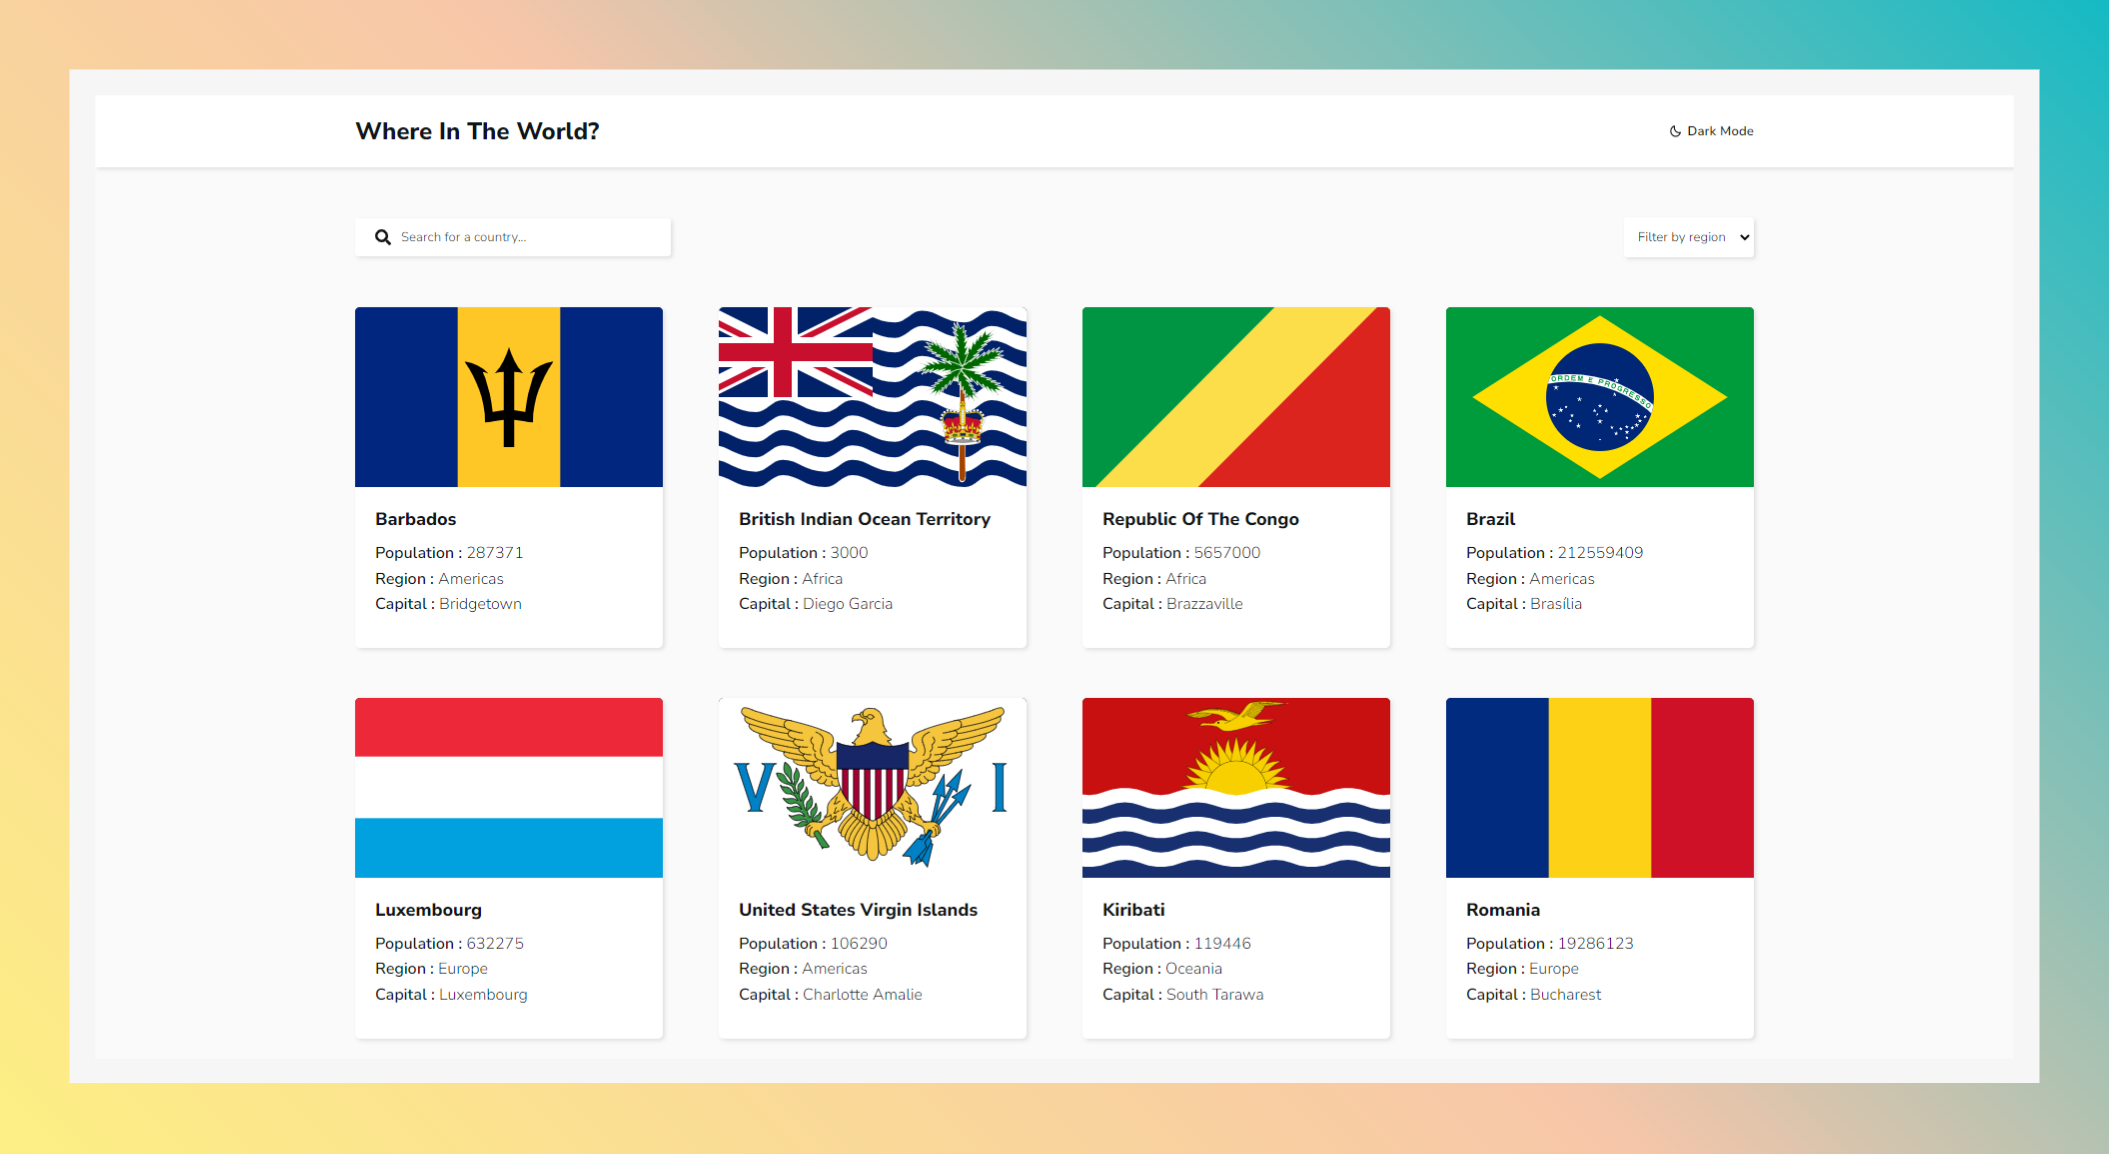 Where In The World?
Dark Mode
Search for a country...
Filter by region
ORDEM E PROGRESSO
Barbados
Population : 287371
Region : Americas
Capital : Bridgetown
British Indian Ocean Territory
Population : 3000
Region : Africa
Capital : Diego Garcia
Republic Of The Congo
Population : 5657000
Region : Africa
Capital : Brazzaville
Brazil
Population : 212559409
Region : Americas
Capital : Brasília
V I
Luxembourg
Population : 632275
Region : Europe
Capital : Luxembourg
United States Virgin Islands
Population : 106290
Region : Americas
Capital : Charlotte Amalie
Kiribati
Population : 119446
Region : Oceania
Capital : South Tarawa
Romania
Population : 19286123
Region : Europe
Capital : Bucharest